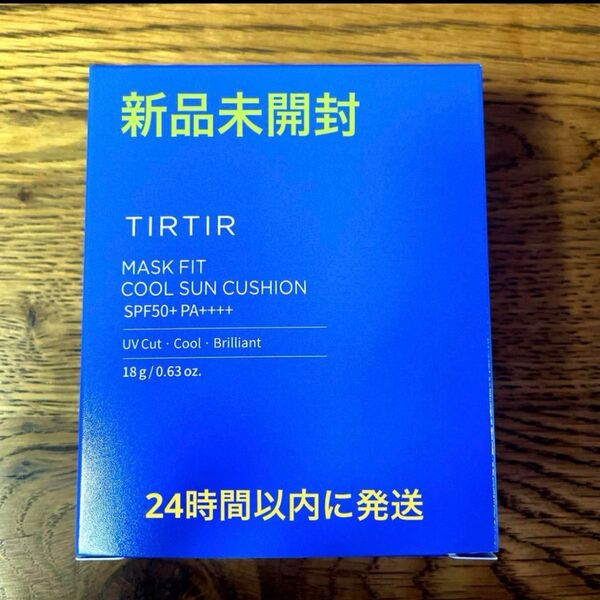 新品未開封
TIRTIR
MASK FIT
COOL SUN CUSHION
SPF50+ PA++++
UV Cut · Cool · Brilliant
18 g / 0.63 oz.
24時間以内に発送